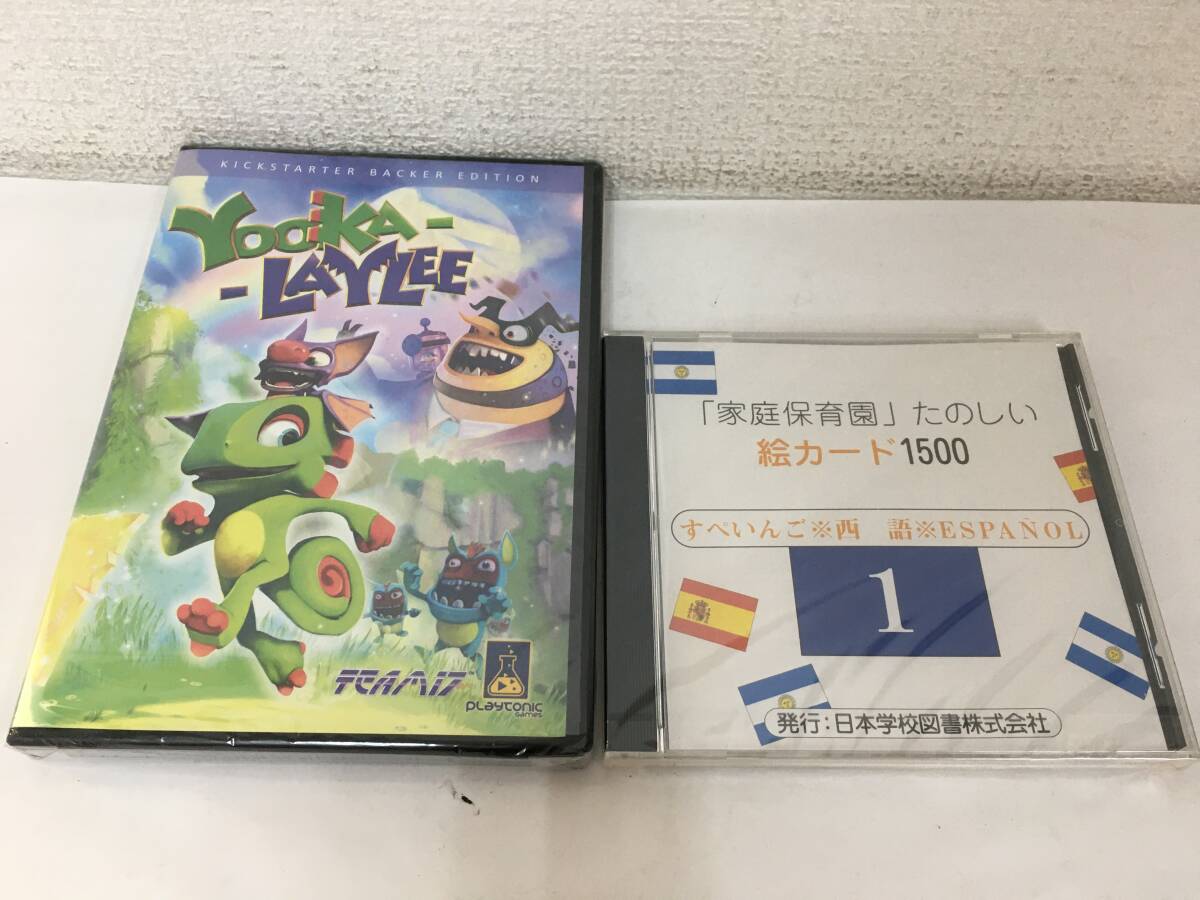 KICKSTARTER BACKER EDITION
YOOKA-
-LAYLEE
TEAM17
PLAYTONIC
GAMES
「家庭保育園」たのしい
絵カード1500
すぺいんご※西　語※ESPAÑOL
1
発行：日本学校図書株式会社